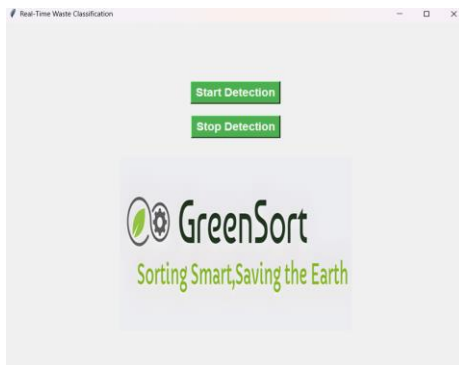 Real-Time Waste Classification
Start Detection
Stop Detection
GreenSort
Sorting Smart,Saving the Earth